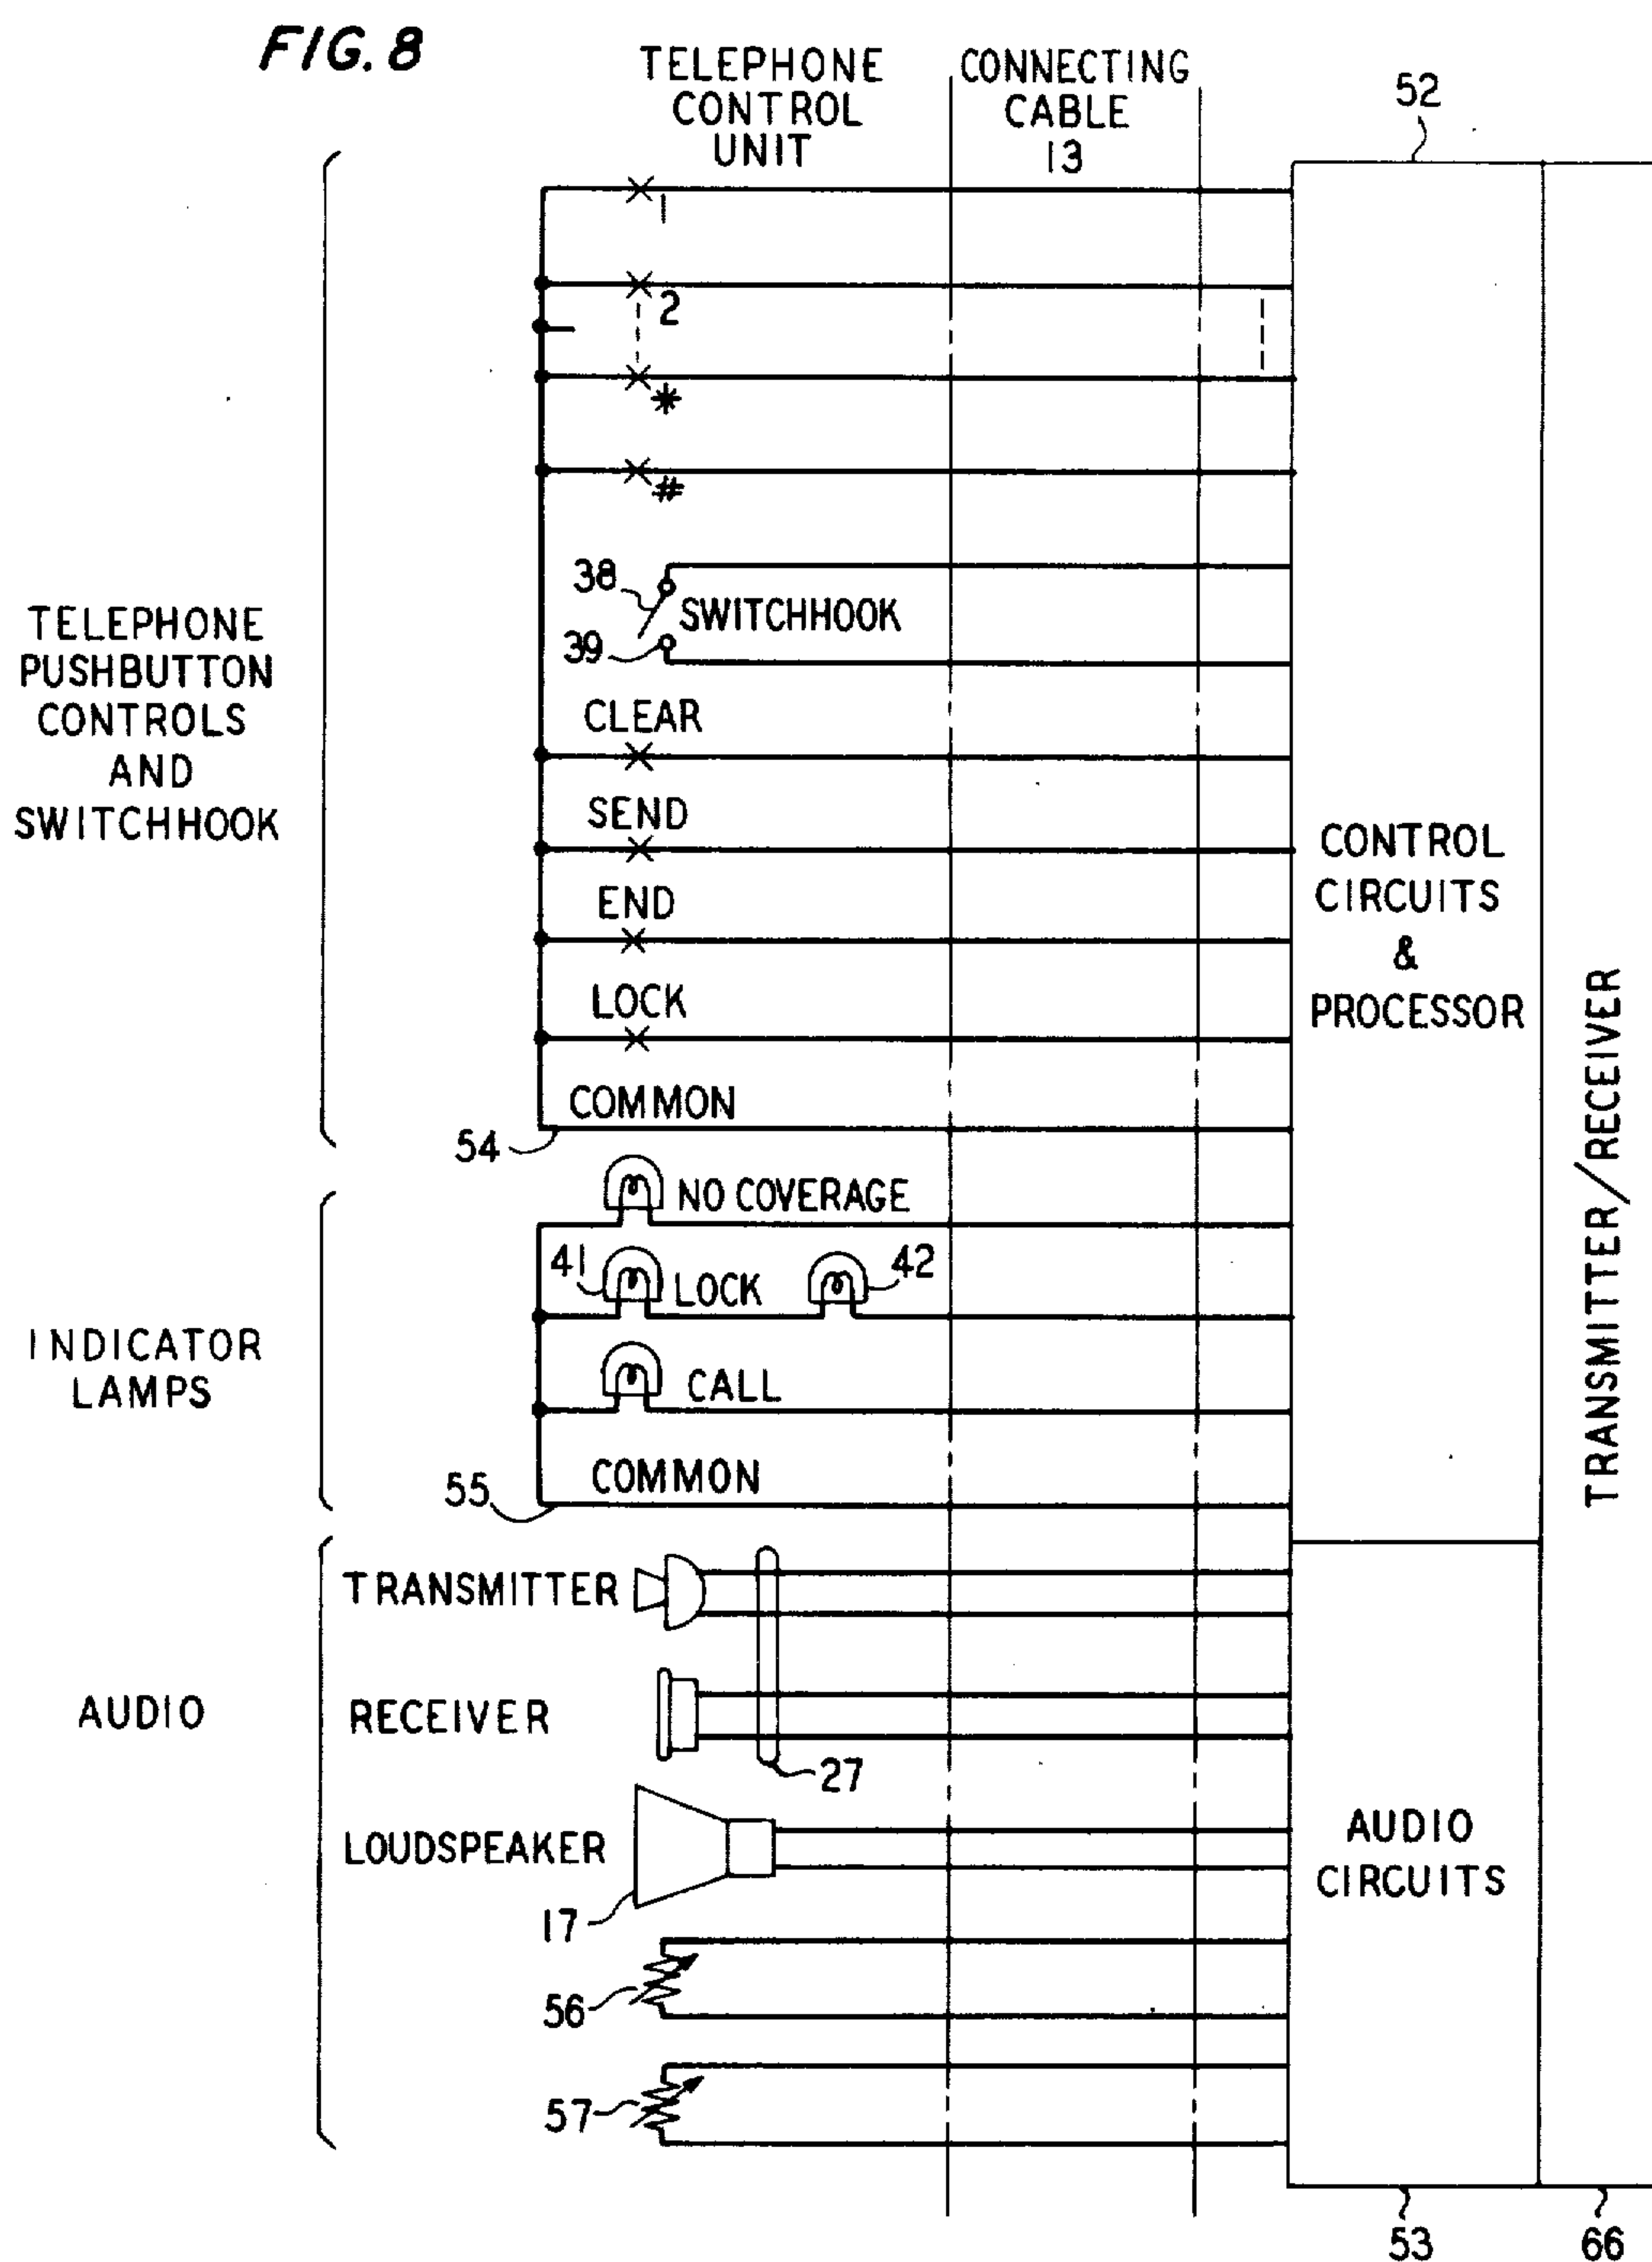 FIG. 8
TELEPHONE
CONTROL
UNIT
CONNECTING
CABLE
13
52
1
2
*
#
38
SWITCHHOOK
39
TELEPHONE
PUSHBUTTON
CONTROLS
AND
SWITCHHOOK
CLEAR
SEND
END
LOCK
COMMON
54
CONTROL
CIRCUITS
&
PROCESSOR
TRANSMITTER/RECEIVER
NO COVERAGE
41
LOCK
42
CALL
INDICATOR
LAMPS
COMMON
55
TRANSMITTER
AUDIO
RECEIVER
27
LOUDSPEAKER
17
AUDIO
CIRCUITS
56
57
53
66